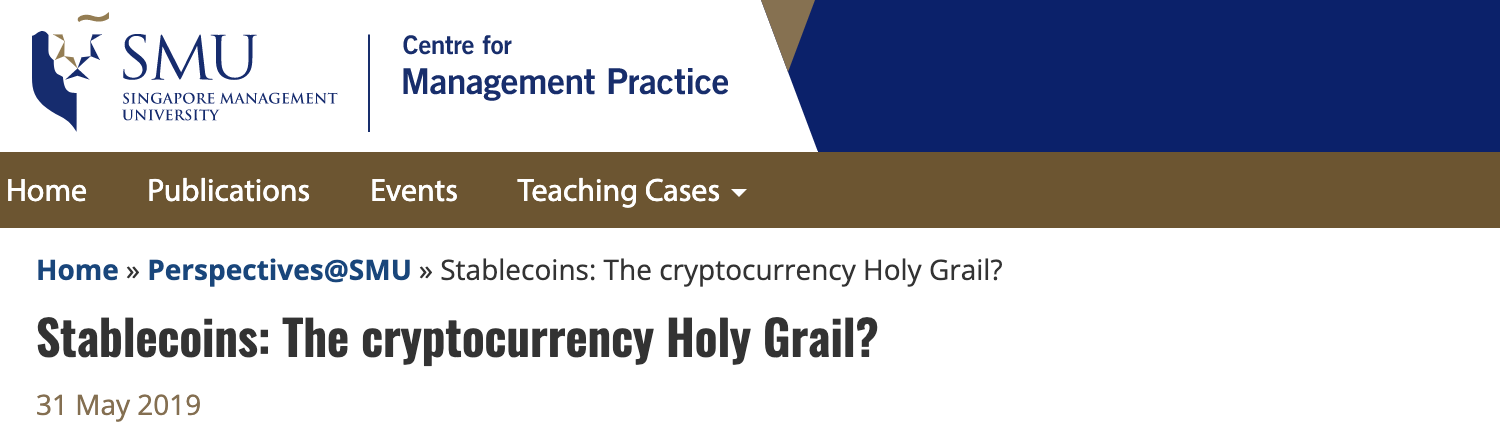 SMU
SINGAPORE MANAGEMENT
UNIVERSITY
Centre for
Management Practice
Home Publications Events Teaching Cases
Home » Perspectives@SMU » Stablecoins: The cryptocurrency Holy Grail?
Stablecoins: The cryptocurrency Holy Grail?
31 May 2019